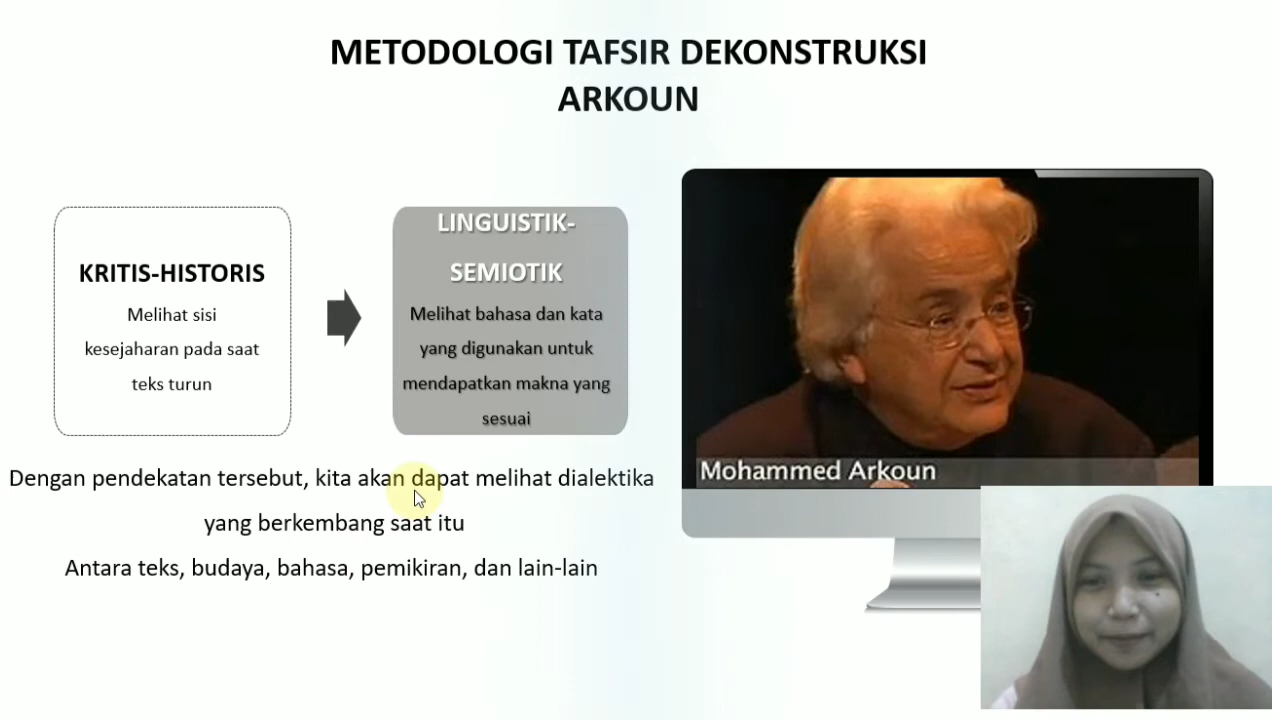 METODOLOGI TAFSIR DEKONSTRUKSI
ARKOUN
KRITIS-HISTORIS
Melihat sisi
kesejaharan pada saat
teks turun
LINGUISTIK-
SEMIOTIK
Melihat bahasa dan kata
yang digunakan untuk
mendapatkan makna yang
sesuai
Dengan pendekatan tersebut, kita akan dapat melihat dialektika
yang berkembang saat itu
Antara teks, budaya, bahasa, pemikiran, dan lain-lain
Mohammed Arkoun